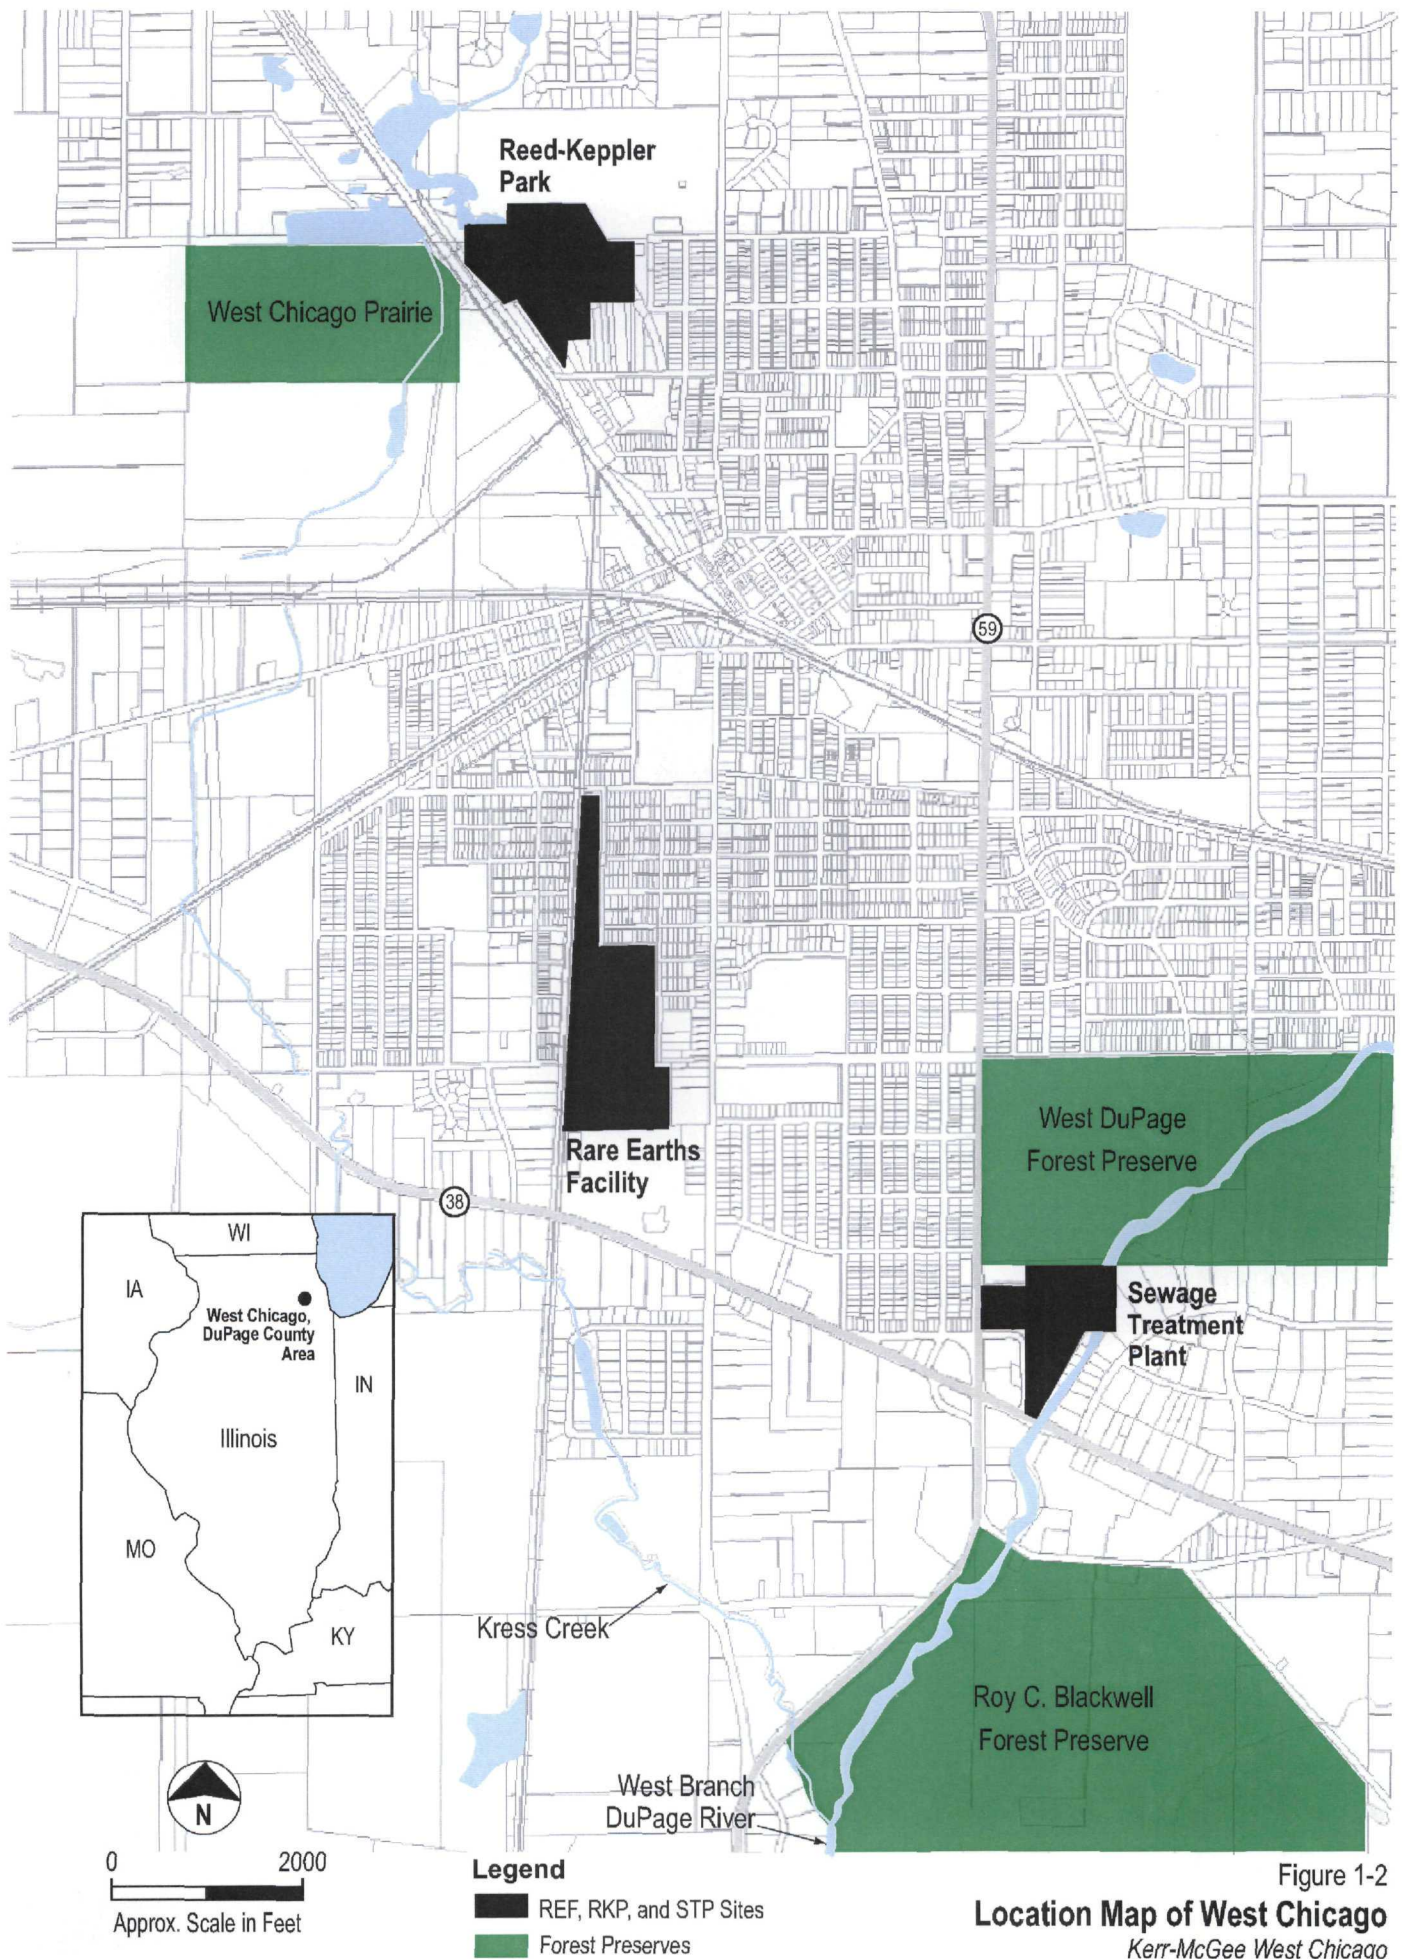 Reed-Keppler
Park
West Chicago Prairie
59
Rare Earths
Facility
38
West DuPage
Forest Preserve
Sewage
Treatment
Plant
WI
IA
West Chicago,
DuPage County
Area
IN
Illinois
MO
KY
Kress Creek
Roy C. Blackwell
Forest Preserve
West Branch
DuPage River
N
0 2000
Approx. Scale in Feet
Legend
REF, RKP, and STP Sites
Forest Preserves
Figure 1-2
Location Map of West Chicago
Kerr-McGee West Chicago